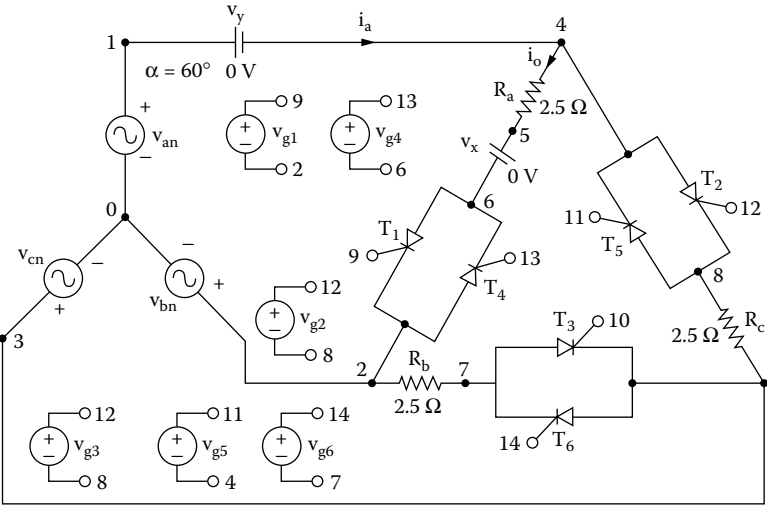 v_y
i_a
4
1
α = 60°
0 V
i_o
R_a
2.5 Ω
9
13
+
v_an
−
+
−
v_g1
+
−
v_g4
5
v_x
0 V
2
6
T_2
0
6
11
12
T_1
T_5
v_cn
−
−
9
13
8
+
v_bn
+
12
T_4
+
−
v_g2
T_3
10
R_c
2.5 Ω
3
8
2
R_b
7
2.5 Ω
12
11
14
+
−
v_g3
+
−
v_g5
+
−
v_g6
14
T_6
8
4
7